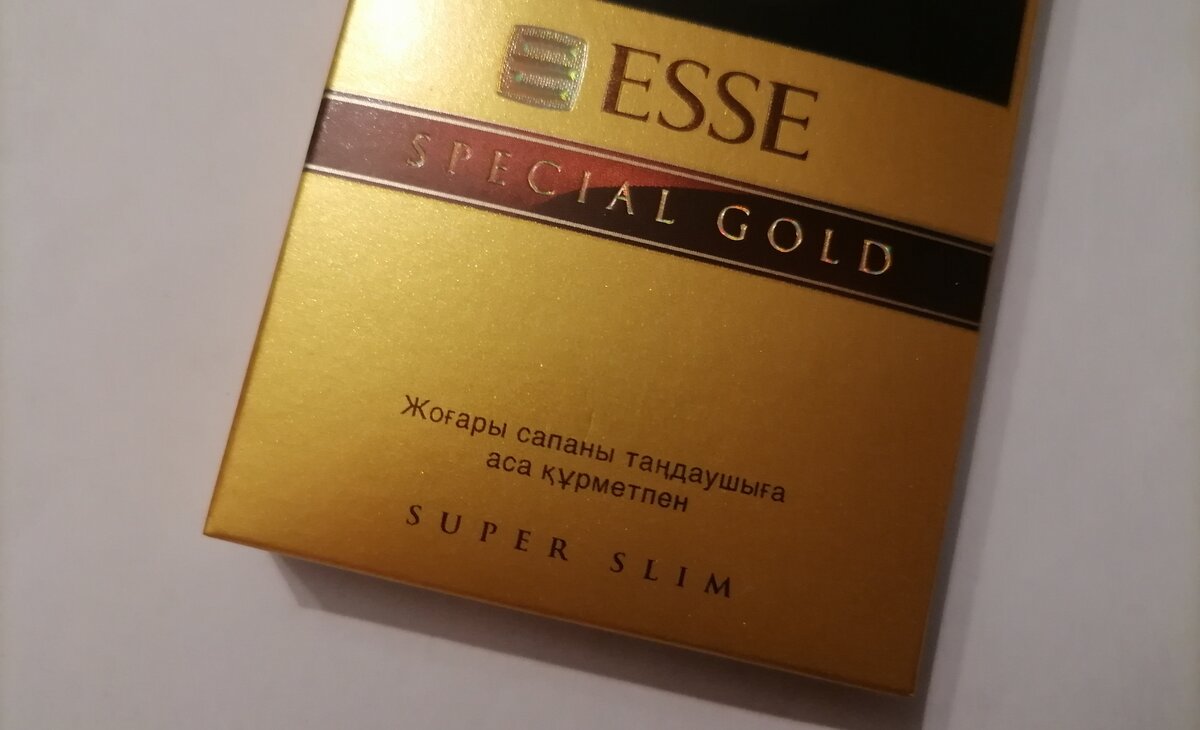 ESSE
SPECIAL GOLD
Жоғары сапаны таңдаушыға
аса құрметпен
SUPER SLIM